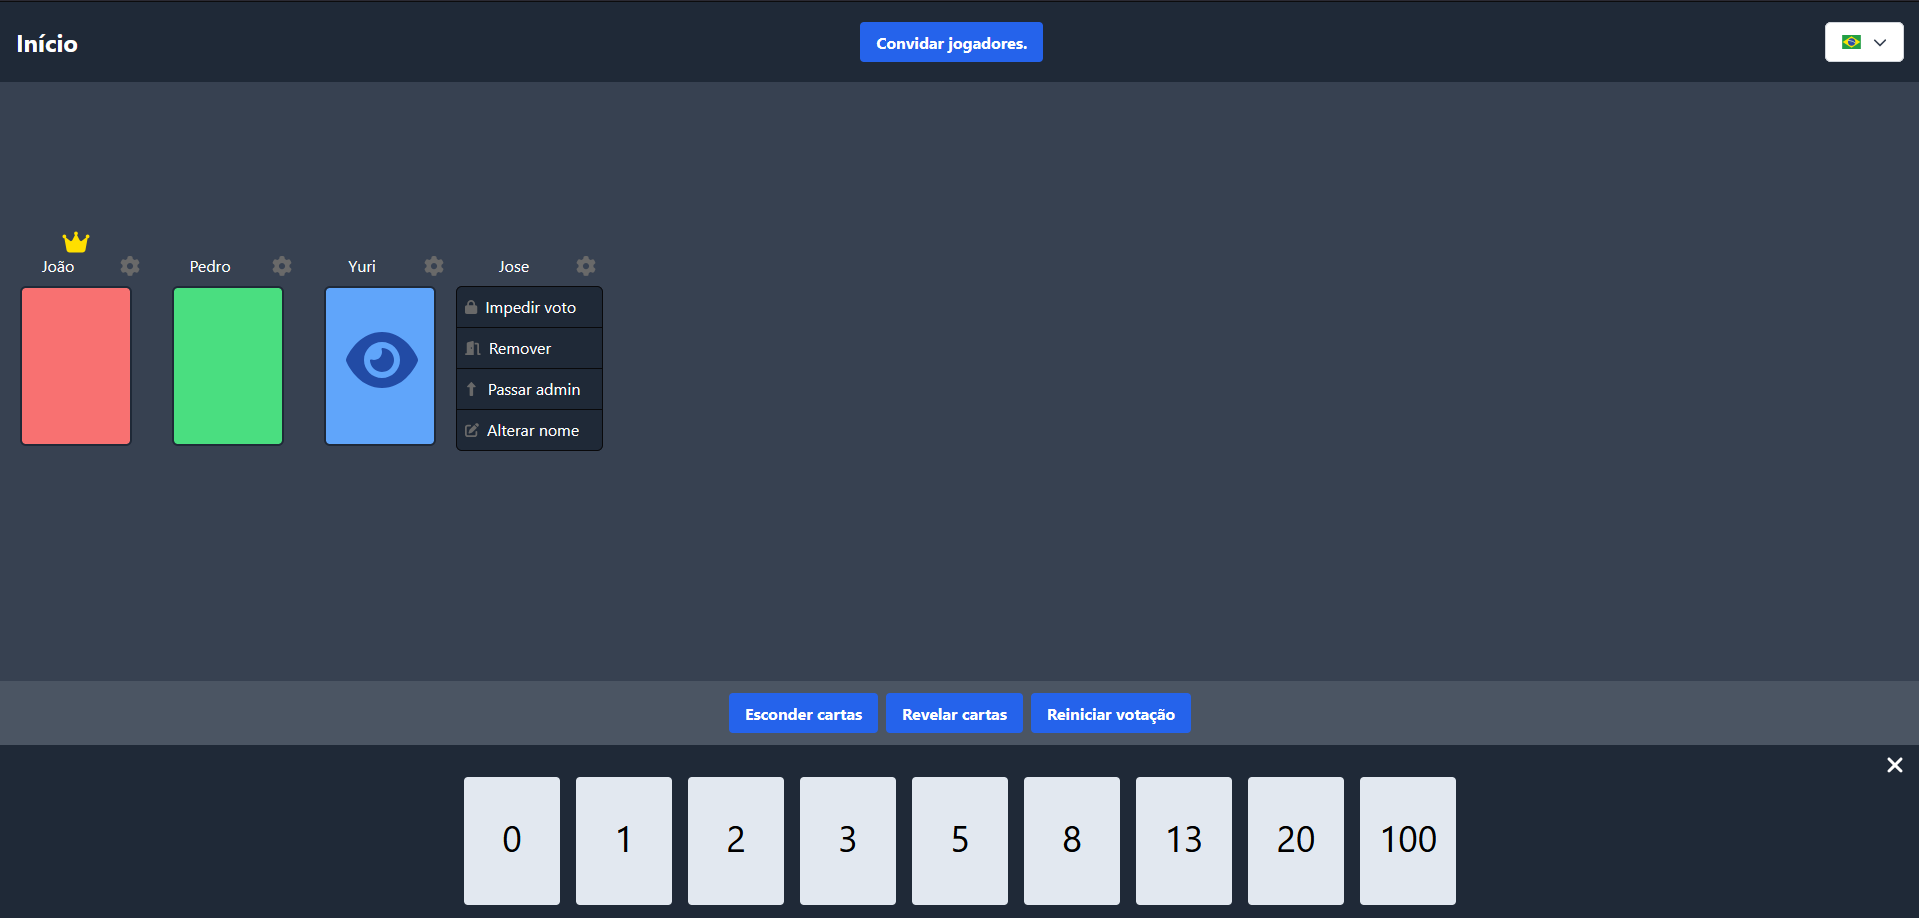 Início
Convidar jogadores.
João
Pedro
Yuri
Jose
Impedir voto
Remover
Passar admin
Alterar nome
Esconder cartas
Revelar cartas
Reiniciar votação
0
1
2
3
5
8
13
20
100